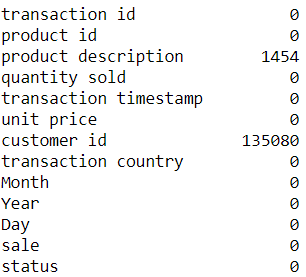 transaction id 0
product id 0
product description 1454
quantity sold 0
transaction timestamp 0
unit price 0
customer id 135080
transaction country 0
Month 0
Year 0
Day 0
sale 0
status 0